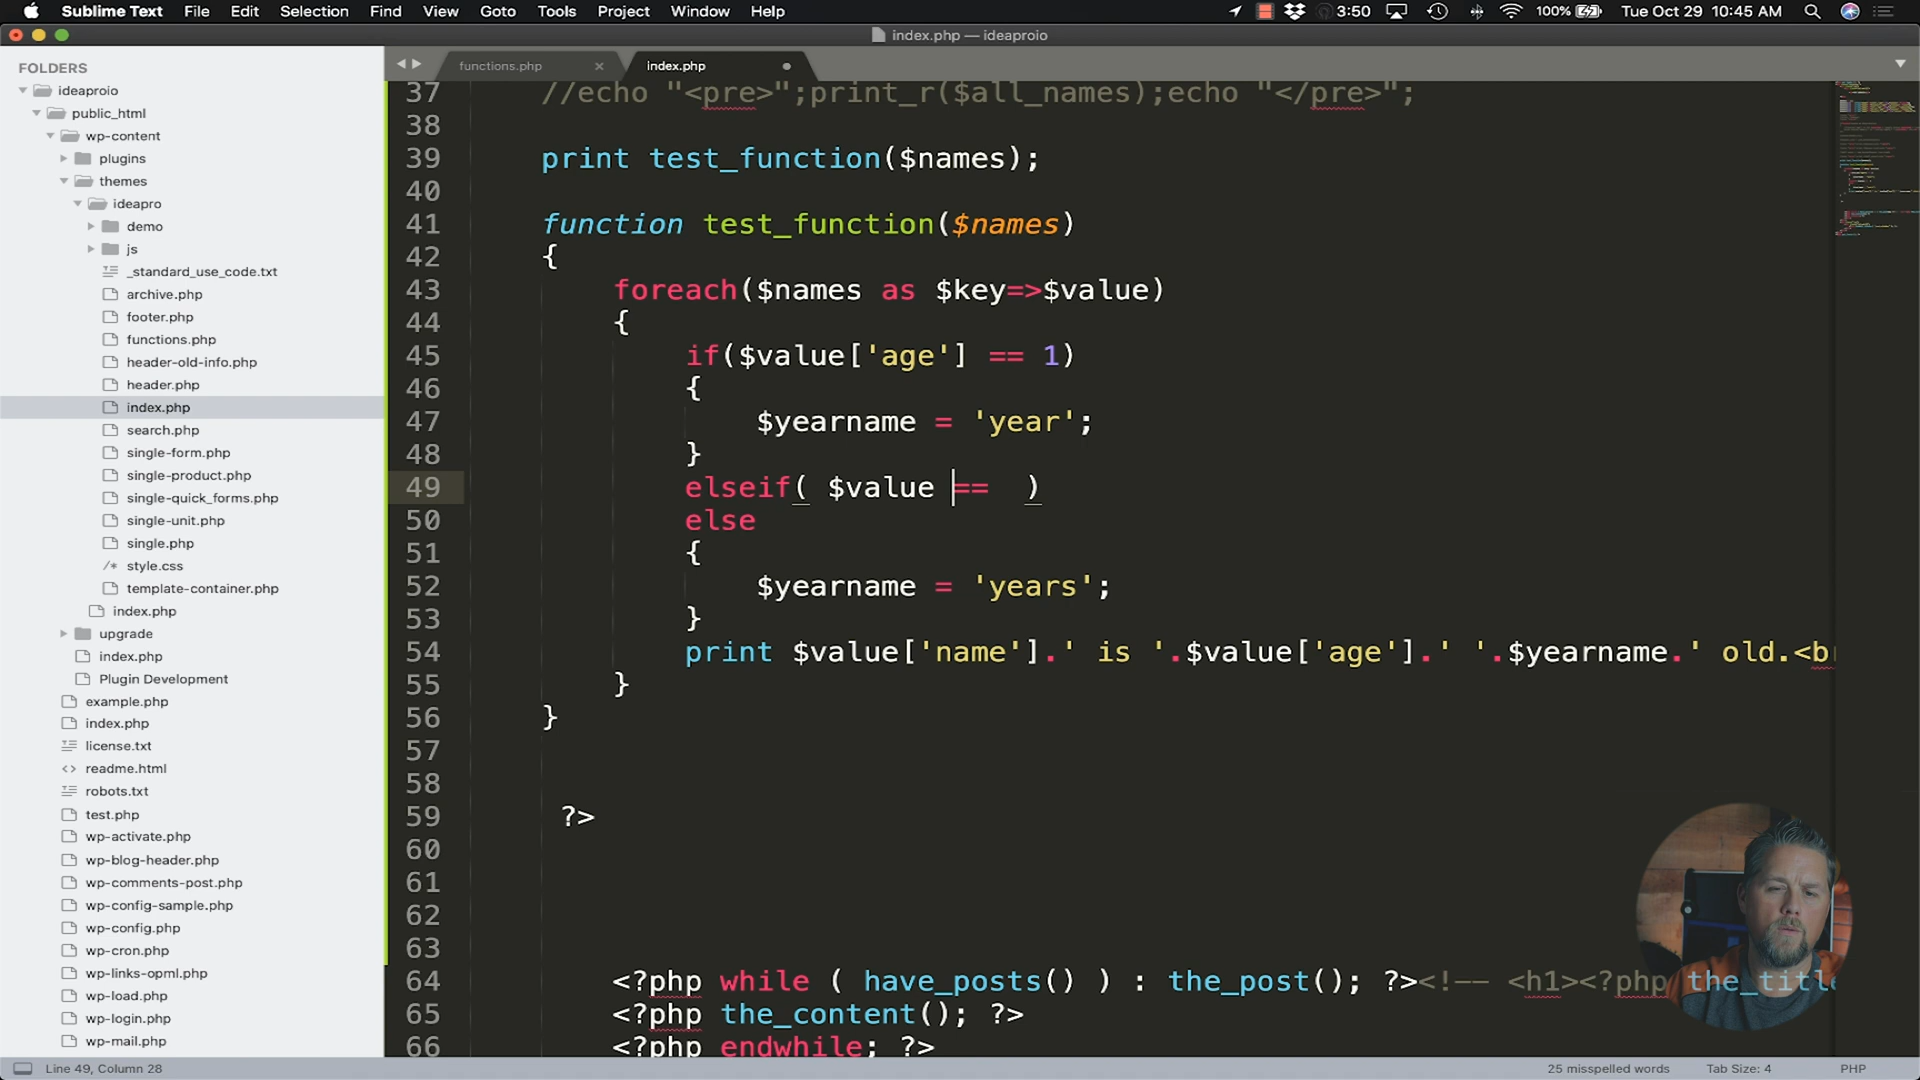 Sublime Text File Edit Selection Find View Goto Tools Project Window Help 3:50 100% Tue Oct 29 10:45 AM
index.php — ideaproio
FOLDERS
ideaproio
public_html
wp-content
plugins
themes
ideapro
demo
js
_standard_use_code.txt
archive.php
footer.php
functions.php
header-old-info.php
header.php
index.php
search.php
single-form.php
single-product.php
single-quick_forms.php
single-unit.php
single.php
/* style.css
template-container.php
index.php
upgrade
index.php
Plugin Development
example.php
index.php
license.txt
<> readme.html
robots.txt
test.php
wp-activate.php
wp-blog-header.php
wp-comments-post.php
wp-config-sample.php
wp-config.php
wp-cron.php
wp-links-opml.php
wp-load.php
wp-login.php
wp-mail.php
functions.php × index.php
37 //echo "<pre>";print_r($all_names);echo "</pre>";
38
39 print test_function($names);
40
41 function test_function($names)
42 {
43 foreach($names as $key=>$value)
44 {
45 if($value['age'] == 1)
46 {
47 $yearname = 'year';
48 }
49 elseif( $value == )
50 else
51 {
52 $yearname = 'years';
53 }
54 print $value['name'].' is '.$value['age'].' '.$yearname.' old.<b
55 }
56 }
57
58
59 ?>
60
61
62
63
64 <?php while ( have_posts() ) : the_post(); ?><!-- <h1><?php the_titl
65 <?php the_content(); ?>
66 <?php endwhile; ?>
Line 49, Column 28 25 misspelled words Tab Size: 4 PHP